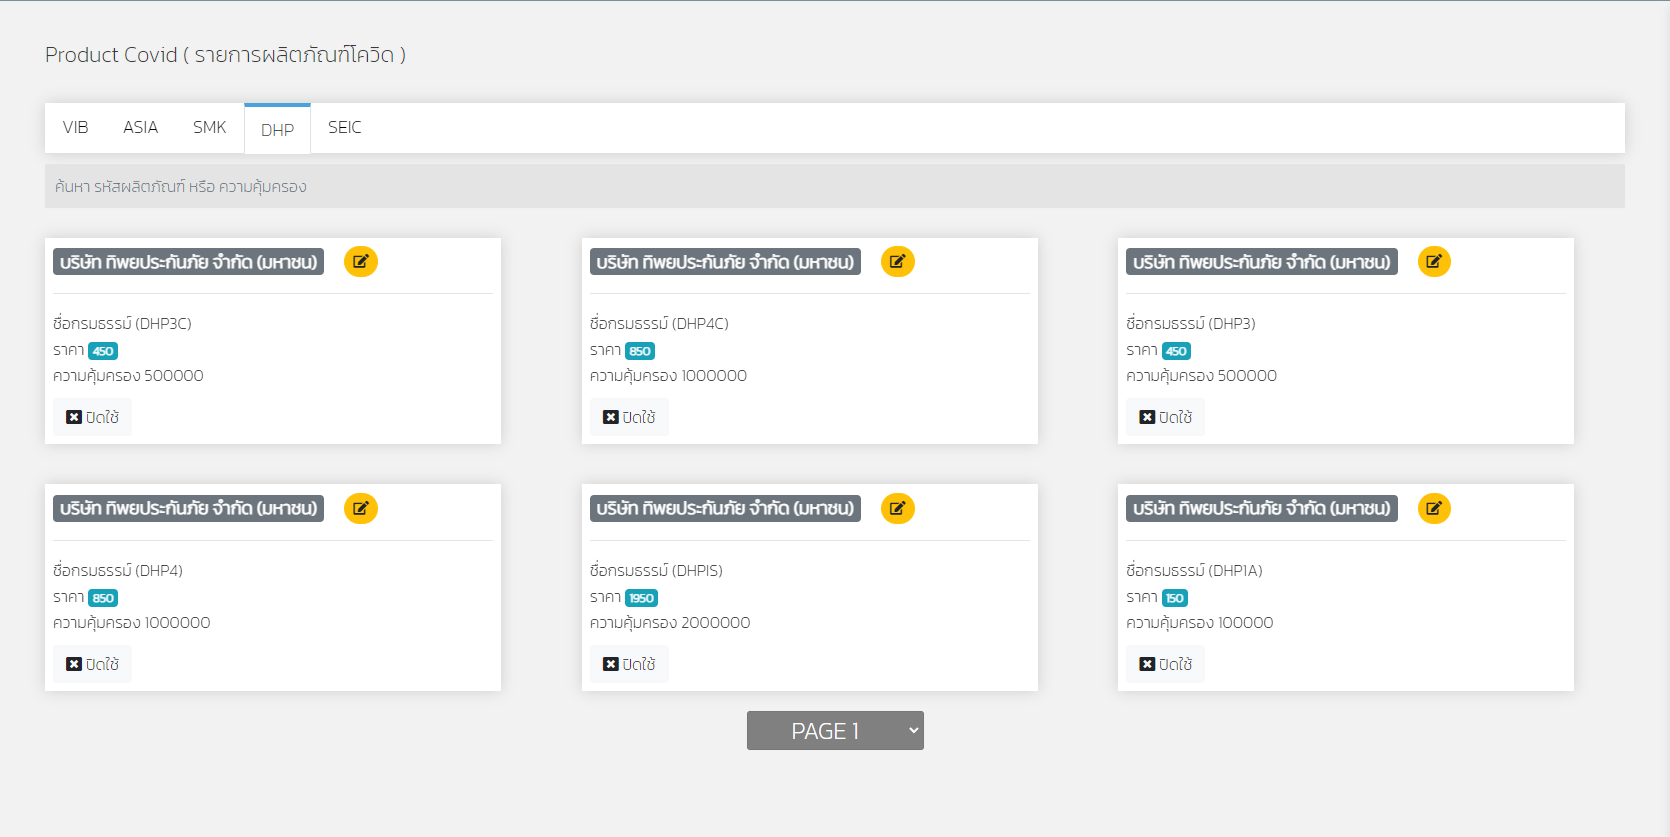 Product Covid ( รายการผลิตภัณฑ์โควิด )
VIB ASIA SMK DHP SEIC
ค้นหา รหัสผลิตภัณฑ์ หรือ ความคุ้มครอง
บริษัท ทิพยประกันภัย จำกัด (มหาชน)
ชื่อกรมธรรม์ (DHP3C)
ราคา 450
ความคุ้มครอง 500000
ปิดใช้
บริษัท ทิพยประกันภัย จำกัด (มหาชน)
ชื่อกรมธรรม์ (DHP4C)
ราคา 850
ความคุ้มครอง 1000000
ปิดใช้
บริษัท ทิพยประกันภัย จำกัด (มหาชน)
ชื่อกรมธรรม์ (DHP3)
ราคา 450
ความคุ้มครอง 500000
ปิดใช้
บริษัท ทิพยประกันภัย จำกัด (มหาชน)
ชื่อกรมธรรม์ (DHP4)
ราคา 850
ความคุ้มครอง 1000000
ปิดใช้
บริษัท ทิพยประกันภัย จำกัด (มหาชน)
ชื่อกรมธรรม์ (DHPIS)
ราคา 1950
ความคุ้มครอง 2000000
ปิดใช้
บริษัท ทิพยประกันภัย จำกัด (มหาชน)
ชื่อกรมธรรม์ (DHP1A)
ราคา 150
ความคุ้มครอง 100000
ปิดใช้
PAGE 1